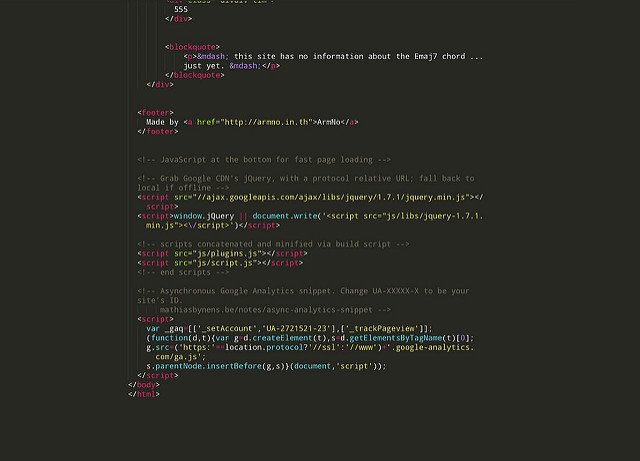 555
</div>
<blockquote>
<p>&mdash; this site has no information about the Emaj7 chord ...
just yet. &mdash;</p>
</blockquote>
</div>
<footer>
Made by <a href="http://armno.in.th">ArmNo</a>
</footer>
<!-- JavaScript at the bottom for fast page loading -->
<!-- Grab Google CDN's jQuery, with a protocol relative URL; fall back to
local if offline -->
<script src="//ajax.googleapis.com/ajax/libs/jquery/1.7.1/jquery.min.js"></
script>
<script>window.jQuery || document.write('<script src="js/libs/jquery-1.7.1.
min.js"><\/script>')</script>
<!-- scripts concatenated and minified via build script -->
<script src="js/plugins.js"></script>
<script src="js/script.js"></script>
<!-- end scripts -->
<!-- Asynchronous Google Analytics snippet. Change UA-XXXXX-X to be your
site's ID.
mathiasbynens.be/notes/async-analytics-snippet -->
<script>
var _gaq=[['_setAccount','UA-2721521-23'],['_trackPageview']];
(function(d,t){var g=d.createElement(t),s=d.getElementsByTagName(t)[0];
g.src=('https:'==location.protocol?'//ssl':'//www')+'.google-analytics.
com/ga.js';
s.parentNode.insertBefore(g,s)}(document,'script'));
</script>
</body>
</html>